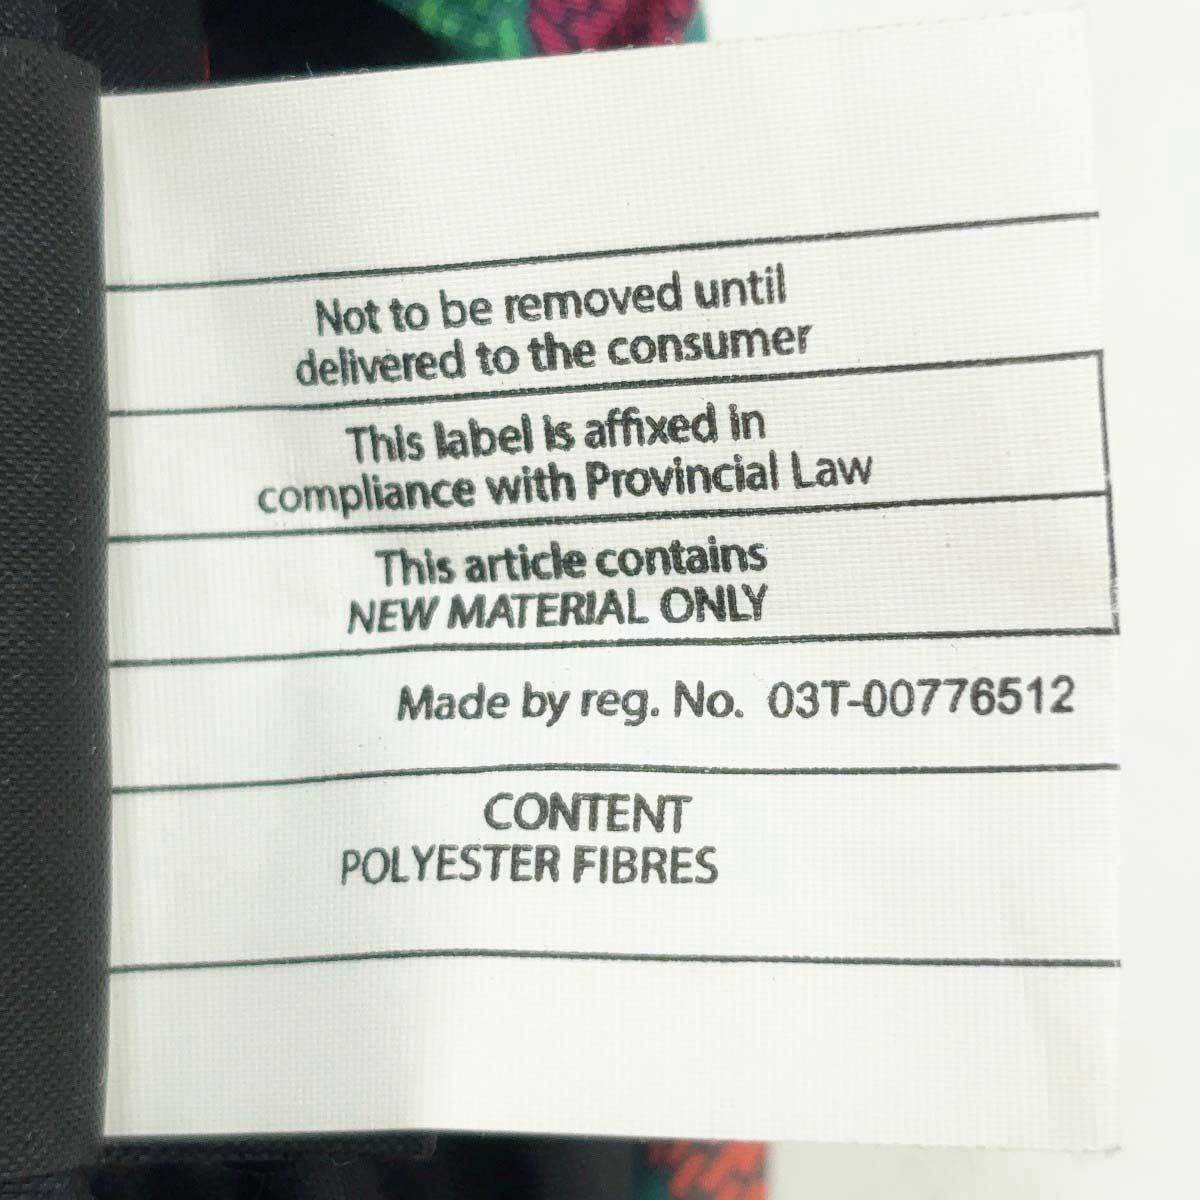 Not to be removed until
delivered to the consumer
This label is affixed in
compliance with Provincial Law
This article contains
NEW MATERIAL ONLY
Made by reg. No. 03T-00776512
CONTENT
POLYESTER FIBRES